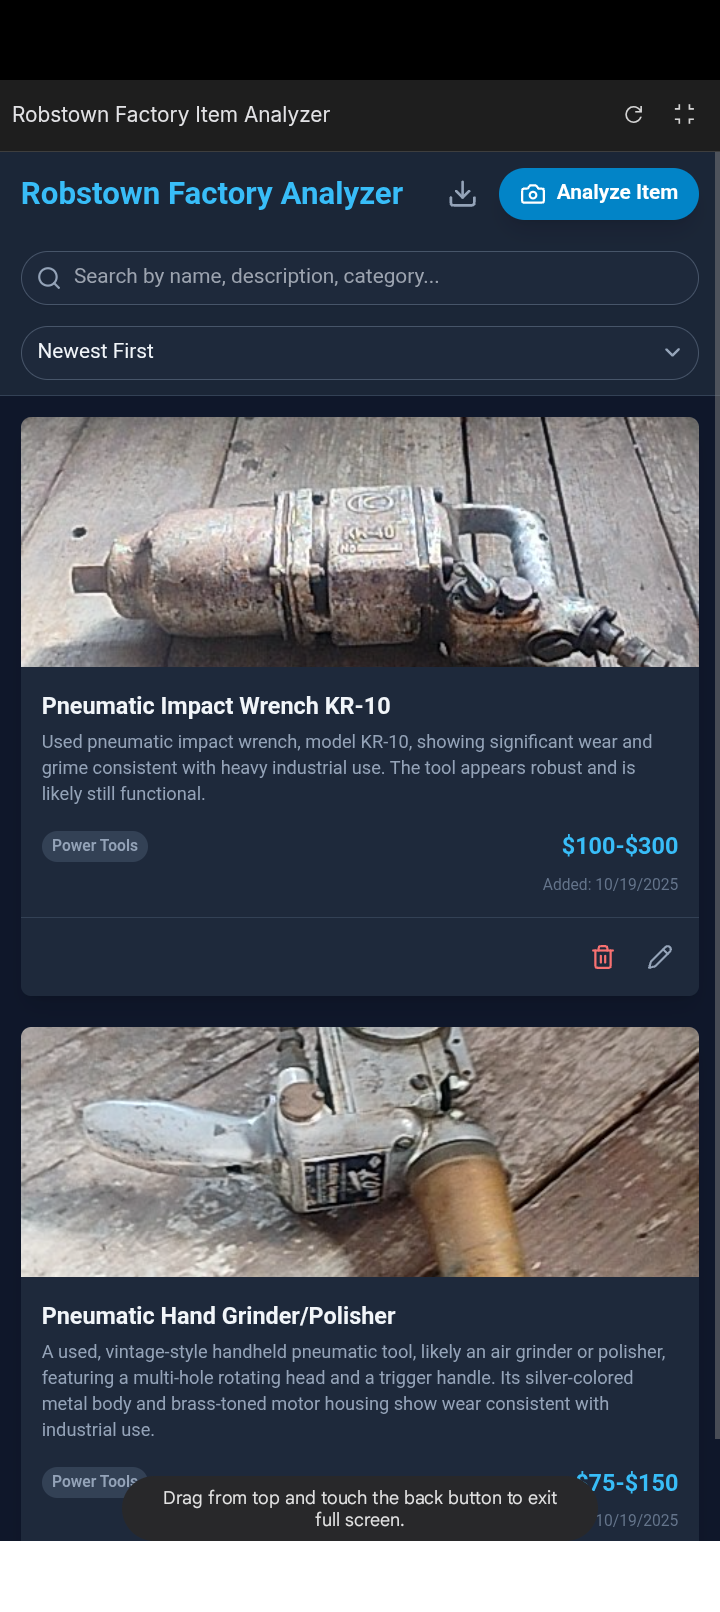 Robstown Factory Item Analyzer
Robstown Factory Analyzer
Analyze Item
Search by name, description, category...
Newest First
Pneumatic Impact Wrench KR-10
Used pneumatic impact wrench, model KR-10, showing significant wear and
grime consistent with heavy industrial use. The tool appears robust and is
likely still functional.
Power Tools
$100-$300
Added: 10/19/2025
Pneumatic Hand Grinder/Polisher
A used, vintage-style handheld pneumatic tool, likely an air grinder or polisher,
featuring a multi-hole rotating head and a trigger handle. Its silver-colored
metal body and brass-toned motor housing show wear consistent with
industrial use.
Power Tools
$75-$150
10/19/2025
Drag from top and touch the back button to exit
full screen.